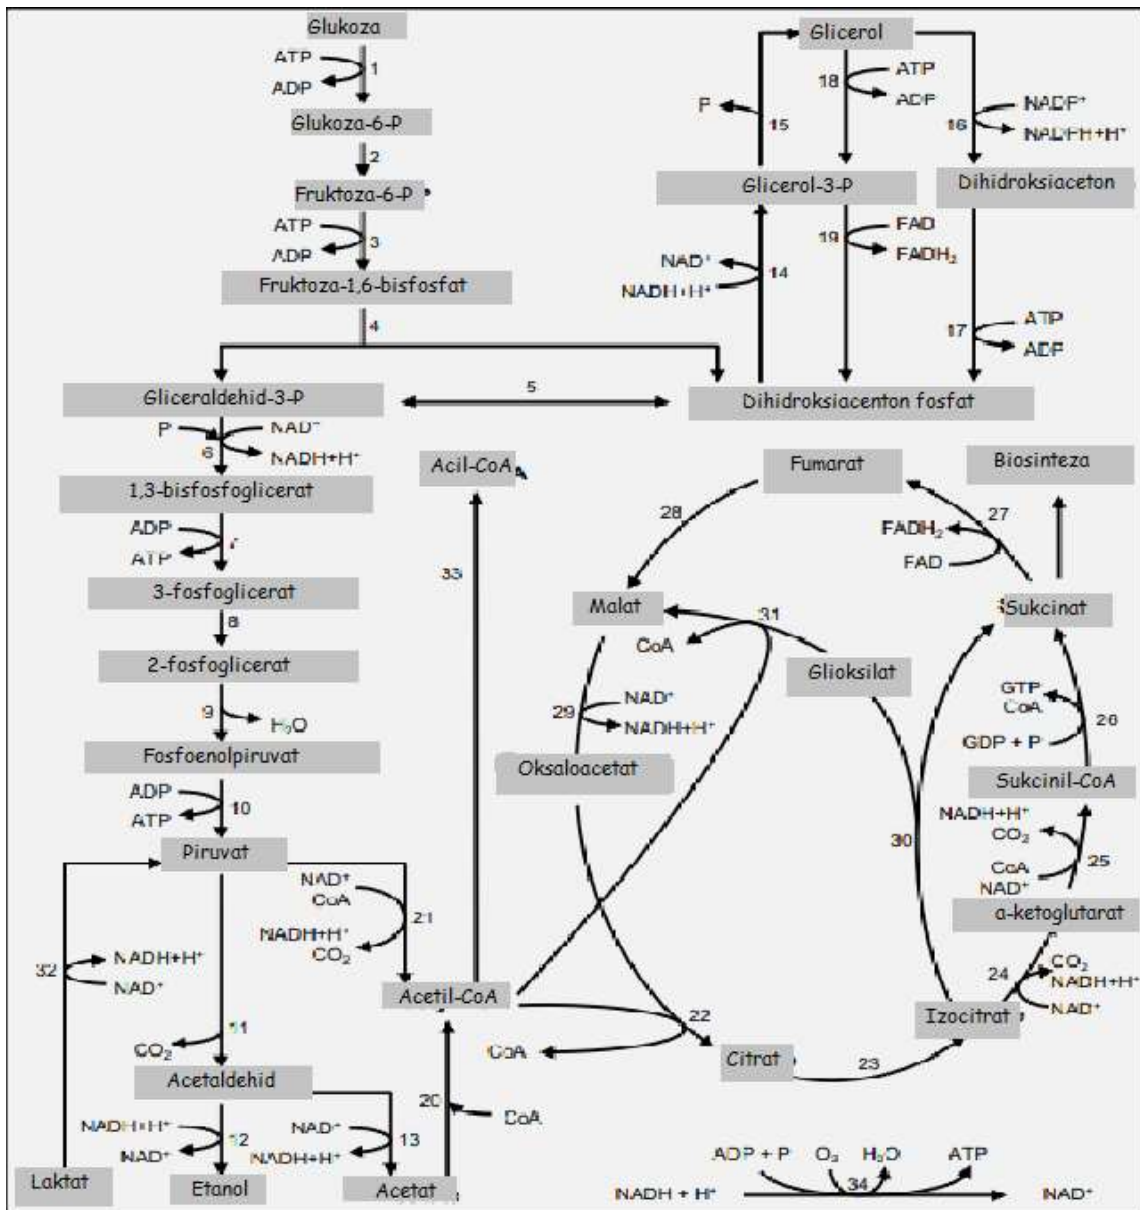 Glukoza
ATP
ADP
1
Glukoza-6-P
2
Fruktoza-6-P
ATP
ADP
3
Fruktoza-1,6-bisfosfat
4
Gliceraldehid-3-P
5
Dihidroksiacenton fosfat
Glicerol
P
15
18
ATP
ADP
16
NADP⁺
NADPH+H⁺
Glicerol-3-P
Dihidroksiaceton
NAD⁺
NADH+H⁺
14
19
FAD
FADH₂
17
ATP
ADP
P
NAD⁺
6
NADH+H⁺
1,3-bisfosfoglicerat
ADP
ATP
7
3-fosfoglicerat
8
2-fosfoglicerat
9
H₂O
Fosfoenolpiruvat
ADP
ATP
10
Piruvat
NAD⁺
CoA
21
NADH+H⁺
CO₂
32
NADH+H⁺
NAD⁺
CO₂
11
Acetaldehid
NADH+H⁺
NAD⁺
12
NAD⁺
NADH+H⁺
13
Laktat
Etanol
Acetat
20
CoA
Acetil-CoA
33
Acil-CoA
CoA
22
Fumarat
Biosinteza
28
27
FADH₂
FAD
Malat
31
CoA
Sukcinat
Glioksilat
29
NAD⁺
NADH+H⁺
Oksaloacetat
GTP
CoA
26
GDP + P
Sukcinil-CoA
30
NADH+H⁺
CO₂
25
CoA
NAD⁺
a-ketoglutarat
24
CO₂
NADH+H⁺
NAD⁺
Izocitrat
Citrat
23
ADP + P
O₂
H₂O
ATP
NADH + H⁺
34
NAD⁺